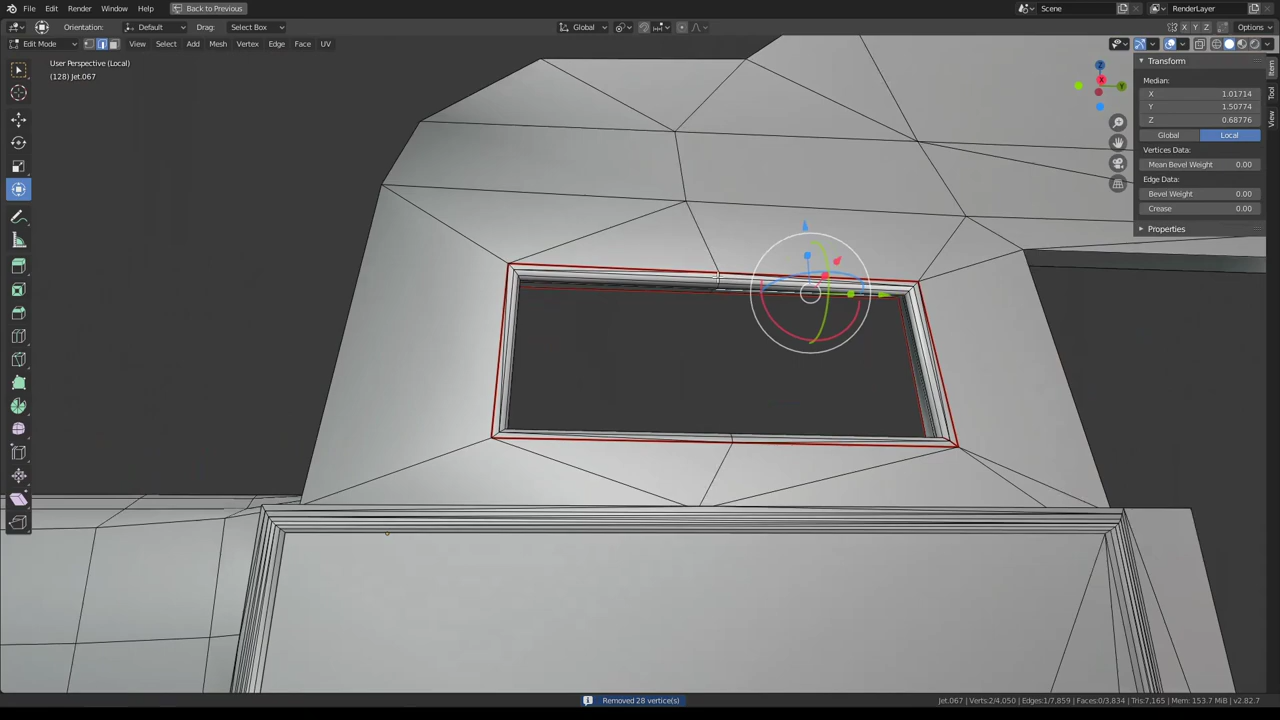 File Edit Render Window Help Back to Previous Scene RenderLayer
Orientation: Default Drag: Select Box Global X Y Z Options
Edit Mode View Select Add Mesh Vertex Edge Face UV
User Perspective (Local)
(128) Jet.067
Z
X
Y
Transform
Median:
X 1.01714
Y 1.50774
Z 0.68776
Global Local
Vertices Data:
Mean Bevel Weight 0.00
Edge Data:
Bevel Weight 0.00
Crease 0.00
Properties
Item
Tool
View
Removed 28 vertice(s)
Jet.067 | Verts:2/4,050 | Edges:1/7,859 | Faces:0/3,834 | Tris:7,165 | Mem: 153.7 MiB | v2.82.7